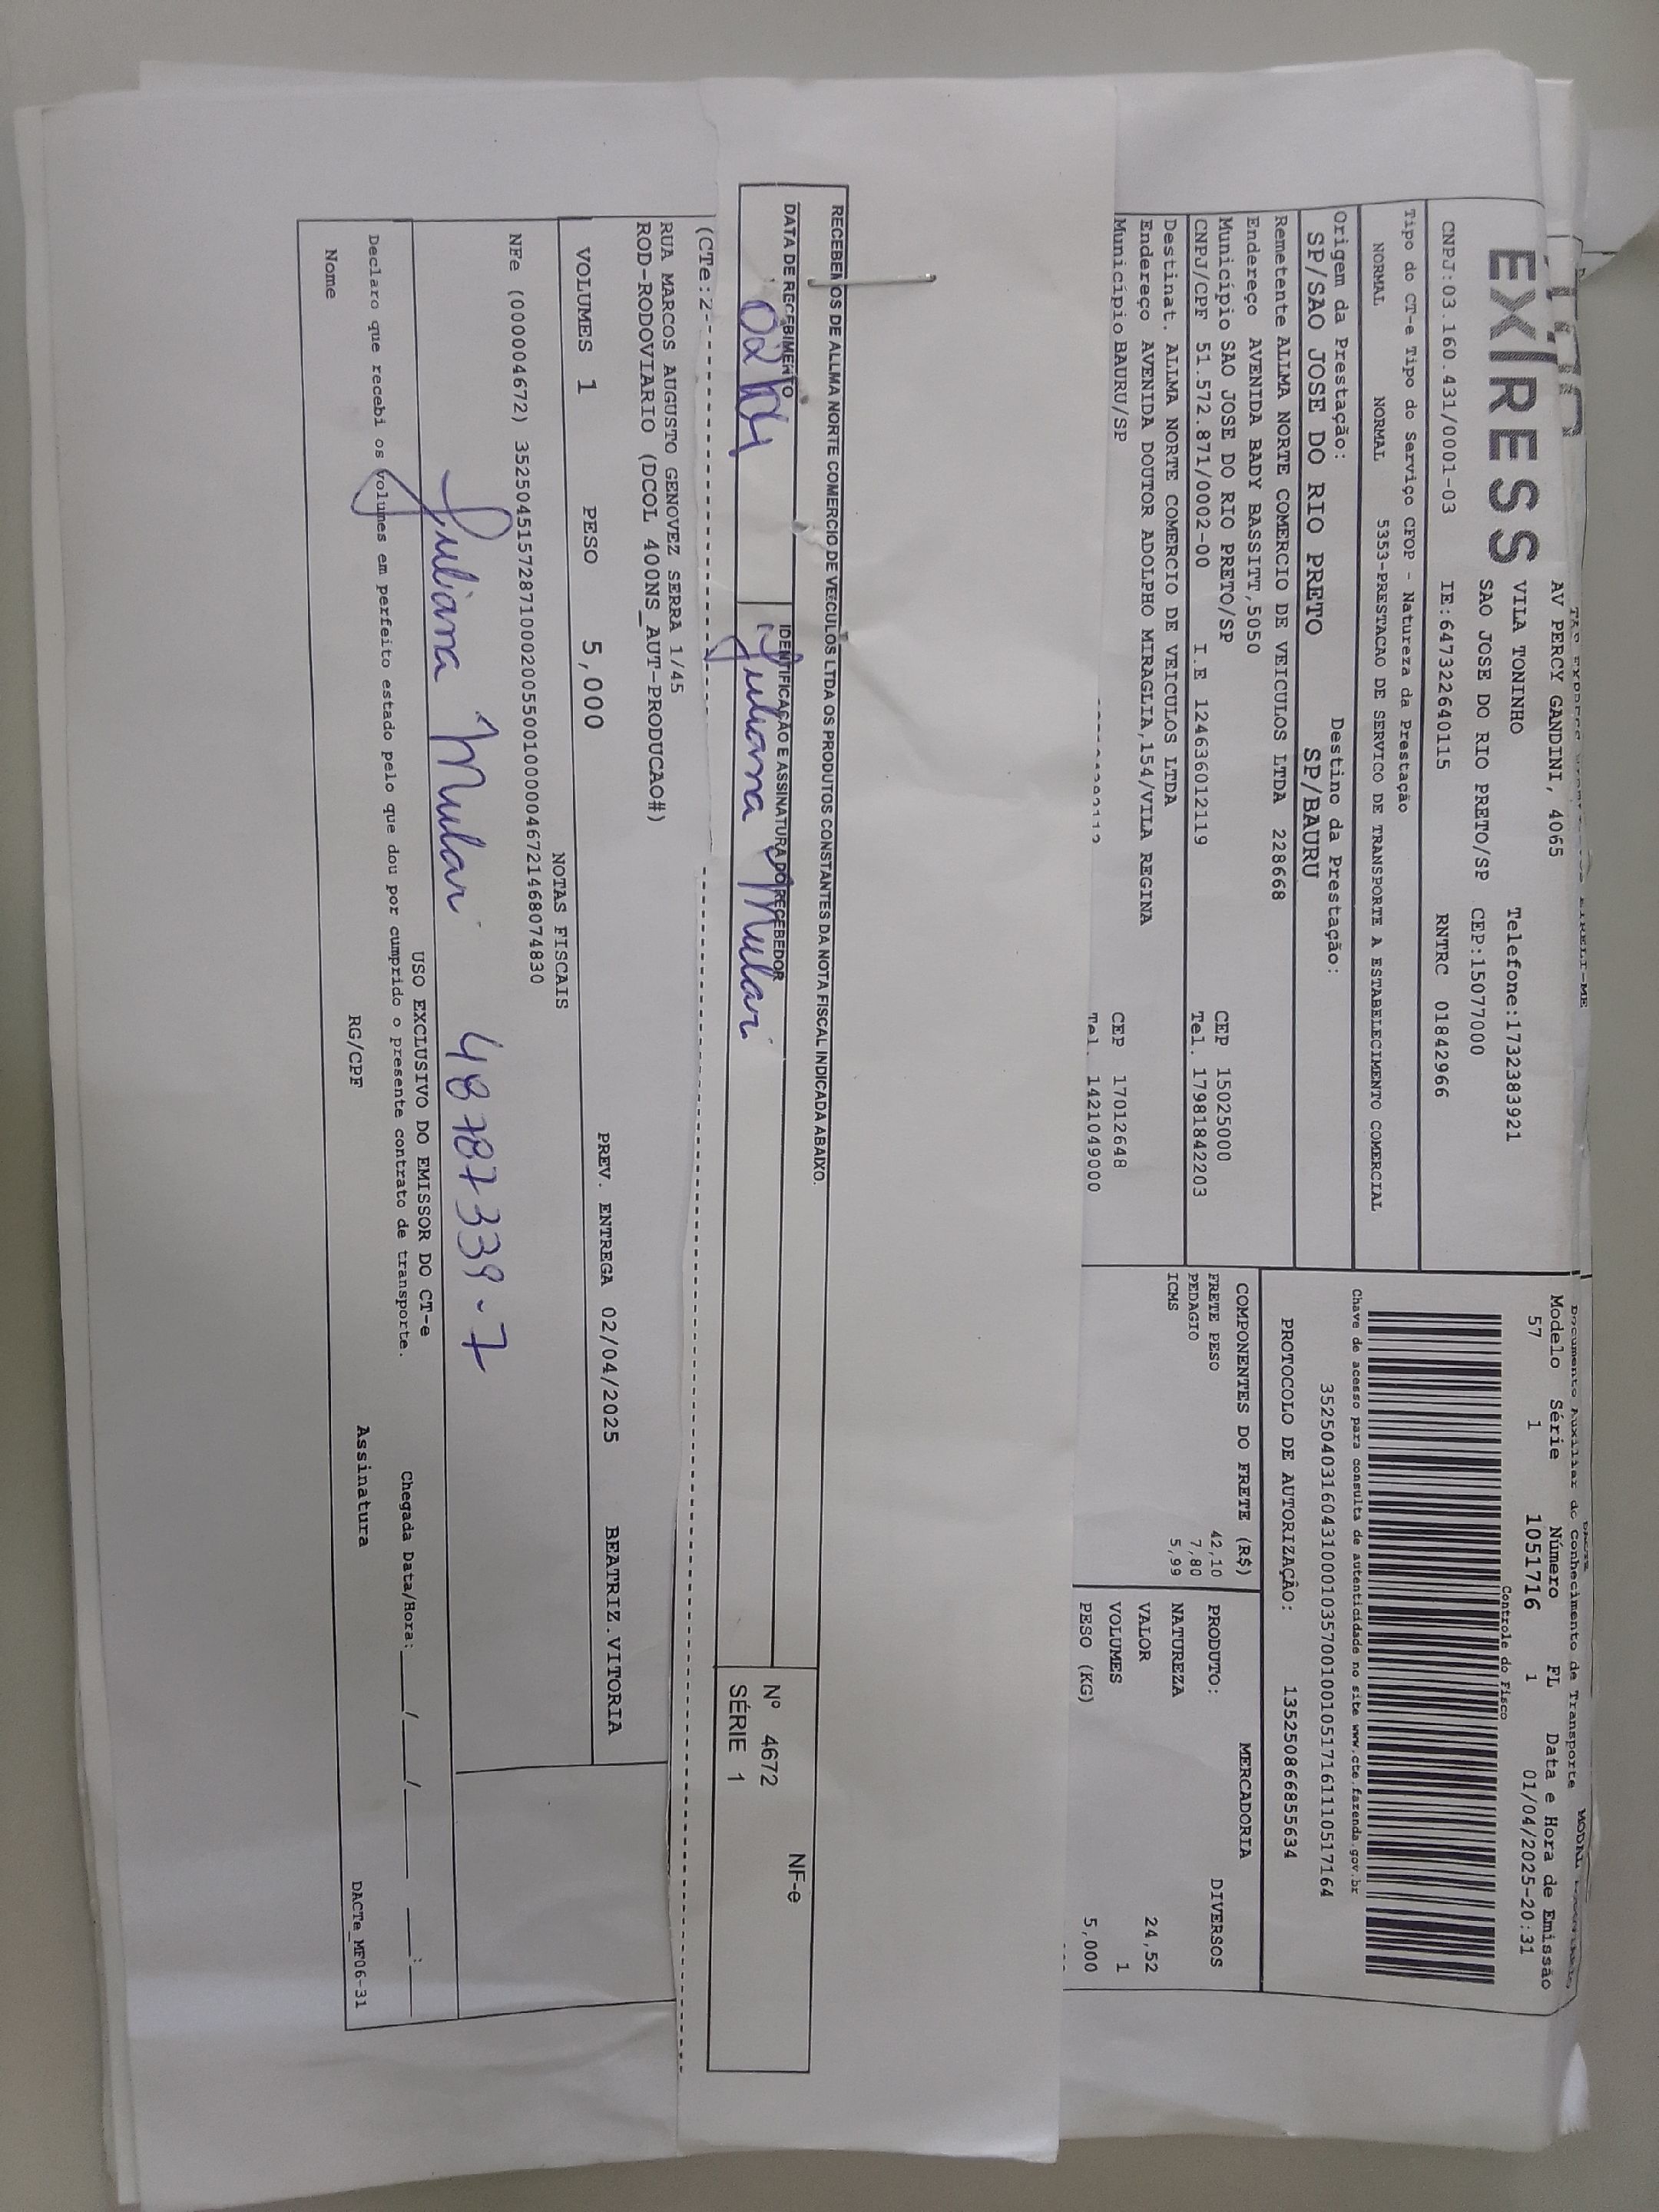 EXPRESS
AV PERCY GANDINI, 4065
VILA TONINHO
Telefone:1732383921
SAO JOSE DO RIO PRETO/SP CEP:15077000
CNPJ:03.160.431/0001-03 IE:647322640115 RNTRC 01842966
Tipo do CT-e Tipo do Serviço CFOP - Natureza da Prestação
NORMAL NORMAL 5353-PRESTACAO DE SERVICO DE TRANSPORTE A ESTABELECIMENTO COMERCIAL
Origem da Prestação: Destino da Prestação:
SP/SAO JOSE DO RIO PRETO SP/BAURU
Remetente ALLMA NORTE COMERCIO DE VEICULOS LTDA 228668
Endereço AVENIDA BADY BASSITT,5050
Município SAO JOSE DO RIO PRETO/SP CEP 15025000
CNPJ/CPF 51.572.871/0002-00 I.E 124636012119 Tel. 17981842203
Destinat. ALLMA NORTE COMERCIO DE VEICULOS LTDA
Endereço AVENIDA DOUTOR ADOLPHO MIRAGLIA,154/VILA REGINA
Município BAURU/SP CEP 17012648
Tel. 1421049000
Documento Auxiliar do Conhecimento de Transporte
Modelo Série Número FL Data e Hora de Emissão
57 1 1051716 1 01/04/2025-20:31
Controle do Fisco
Chave de acesso para consulta de autenticidade no site www.cte.fazenda.gov.br
35250403160431000103570010010517161110517164
PROTOCOLO DE AUTORIZAÇÃO: 135250866855634
COMPONENTES DO FRETE (R$)
FRETE PESO 42,10
PEDAGIO 7,80
ICMS 5,99
MERCADORIA
PRODUTO: DIVERSOS
NATUREZA
VALOR 24,52
VOLUMES 1
PESO (KG) 5,000
RECEBEMOS DE ALLMA NORTE COMERCIO DE VEICULOS LTDA OS PRODUTOS CONSTANTES DA NOTA FISCAL INDICADA ABAIXO.
DATA DE RECEBIMENTO IDENTIFICAÇÃO E ASSINATURA DO RECEBEDOR
02/04 Juliana Mular
NF-e
Nº 4672
SÉRIE 1
(CTe:2
RUA MARCOS AUGUSTO GENOVEZ SERRA 1/45
ROD-RODOVIARIO (DCOL 400NS_AUT-PRODUCAO#)
VOLUMES 1 PESO 5,000 PREV. ENTREGA 02/04/2025 BEATRIZ.VITORIA
NOTAS FISCAIS
NFe (000004672) 35250451572871000200550010000046721468074830
Juliana Mular 48787339-7
USO EXCLUSIVO DO EMISSOR DO CT-e
Declaro que recebi os volumes em perfeito estado pelo que dou por cumprido o presente contrato de transporte.
Chegada Data/Hora:___/___/_____ ___:___
Nome RG/CPF Assinatura
DACTe_MF06-31